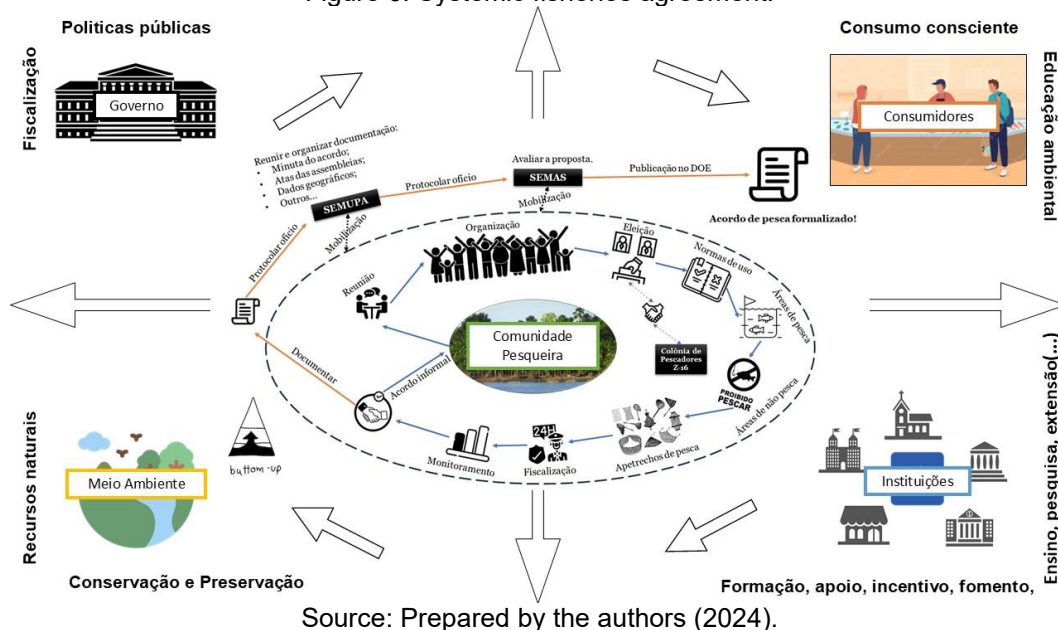 Figure 6. Systemic fisheries agreement.
Politicas públicas
Consumo consciente
Fiscalização
Governo
Consumidores
Educação ambiental
Reunir e organizar documentação:
• Minuta do acordo;
• Atas das assembleias;
• Dados geográficos;
• Outros...
SEMUPA
Protocolar ofício
Avaliar a proposta.
SEMAS
Publicação no DOE
Acordo de pesca formalizado!
Mobilização
Mobilização
Protocolar ofício
Organização
Eleição
Normas de uso
Reunião
Áreas de pesca
Comunidade
Pesqueira
Colônia de
Pescadores
Z-16
PROIBIDO
PESCAR
Áreas de não pesca
Documentar
Acordo informal
Monitoramento
24H
Fiscalização
Apetrechos de pesca
buttom-up
Recursos naturais
Meio Ambiente
Conservação e Preservação
Instituições
Ensino, pesquisa, extansão(...)
Formação, apoio, incentivo, fomento,
Source: Prepared by the authors (2024).